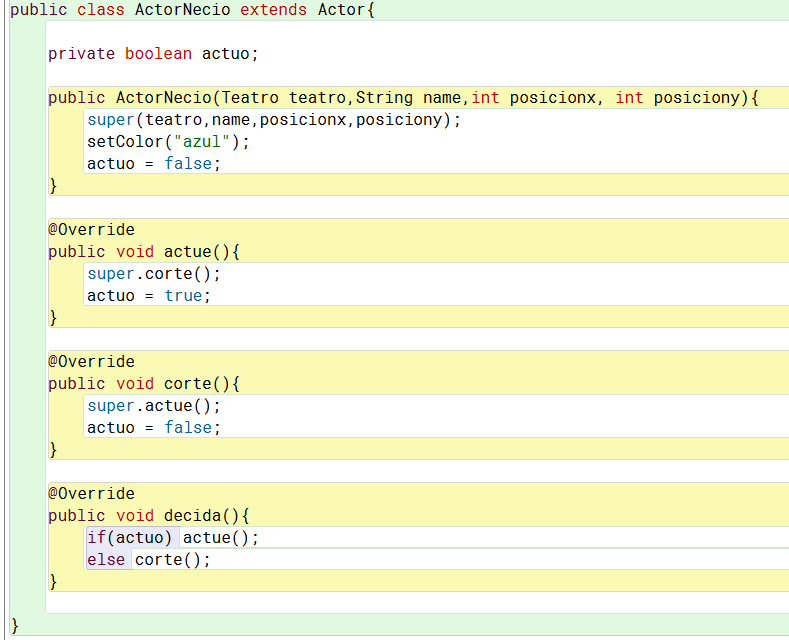 public class ActorNecio extends Actor{
private boolean actuo;
public ActorNecio(Teatro teatro,String name,int posicionx, int posiciony){
super(teatro,name,posicionx,posiciony);
setColor("azul");
actuo = false;
}
@Override
public void actue(){
super.corte();
actuo = true;
}
@Override
public void corte(){
super.actue();
actuo = false;
}
@Override
public void decida(){
if(actuo) actue();
else corte();
}
}